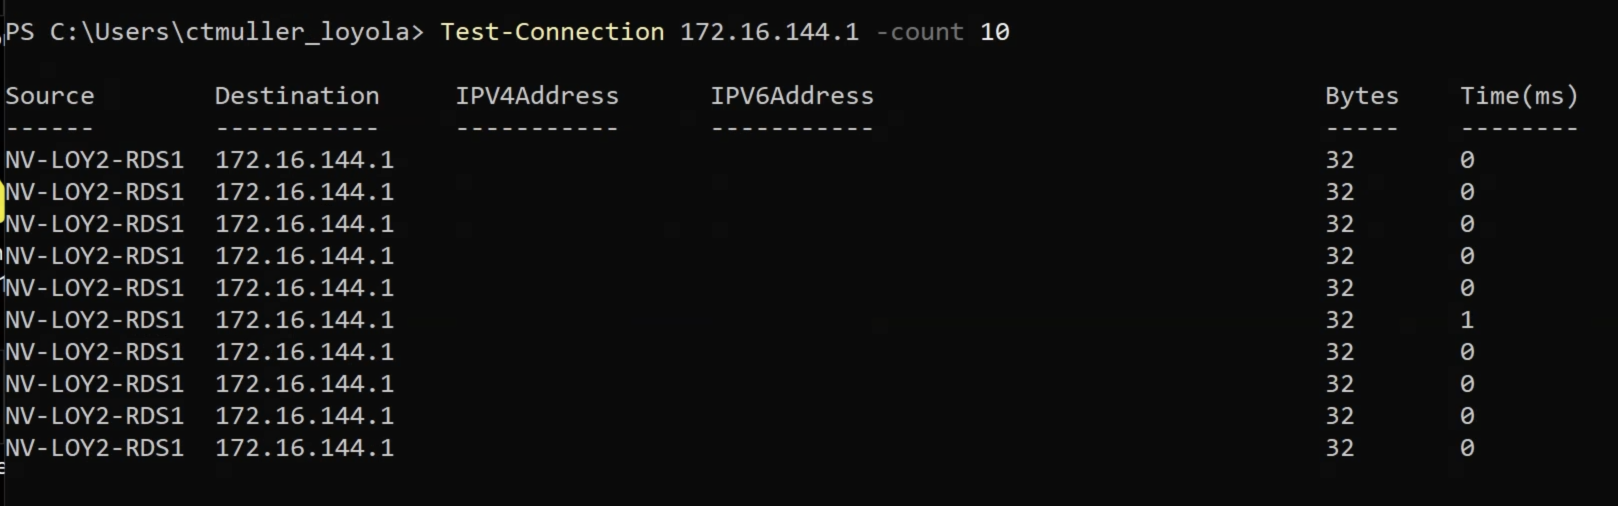 PS C:\Users\ctmuller_loyola> Test-Connection 172.16.144.1 -count 10
Source Destination IPV4Address IPV6Address Bytes Time(ms)
------ ----------- ----------- ----------- ----- --------
NV-LOY2-RDS1 172.16.144.1 32 0
NV-LOY2-RDS1 172.16.144.1 32 0
NV-LOY2-RDS1 172.16.144.1 32 0
NV-LOY2-RDS1 172.16.144.1 32 0
NV-LOY2-RDS1 172.16.144.1 32 0
NV-LOY2-RDS1 172.16.144.1 32 1
NV-LOY2-RDS1 172.16.144.1 32 0
NV-LOY2-RDS1 172.16.144.1 32 0
NV-LOY2-RDS1 172.16.144.1 32 0
NV-LOY2-RDS1 172.16.144.1 32 0